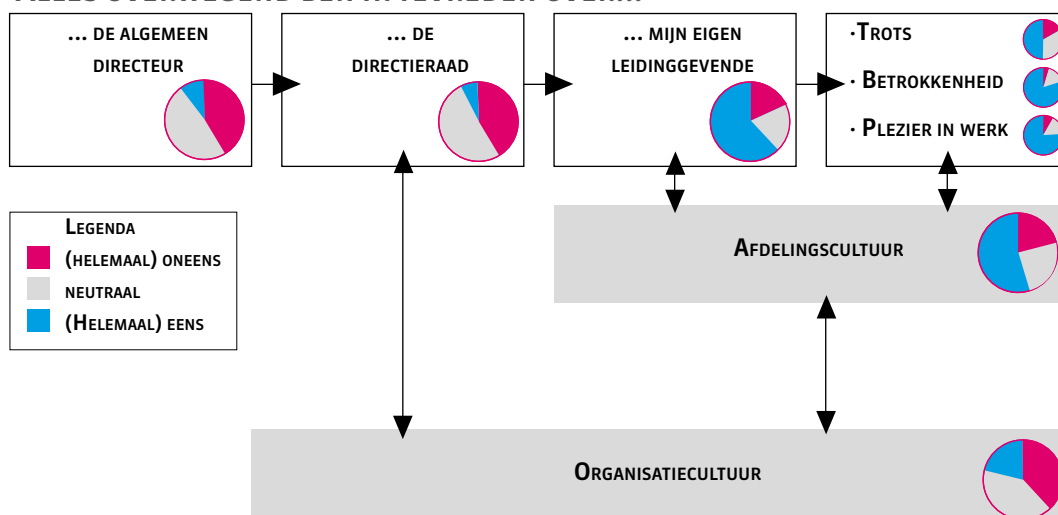 ... DE ALGEMEEN
DIRECTEUR
... DE
DIRECTIERAAD
... MIJN EIGEN
LEIDINGGEVENDE
· TROTS
· BETROKKENHEID
· PLEZIER IN WERK
LEGENDA
(HELEMAAL) ONEENS
NEUTRAAL
(HELEMAAL) EENS
AFDELINGSCULTUUR
ORGANISATIECULTUUR